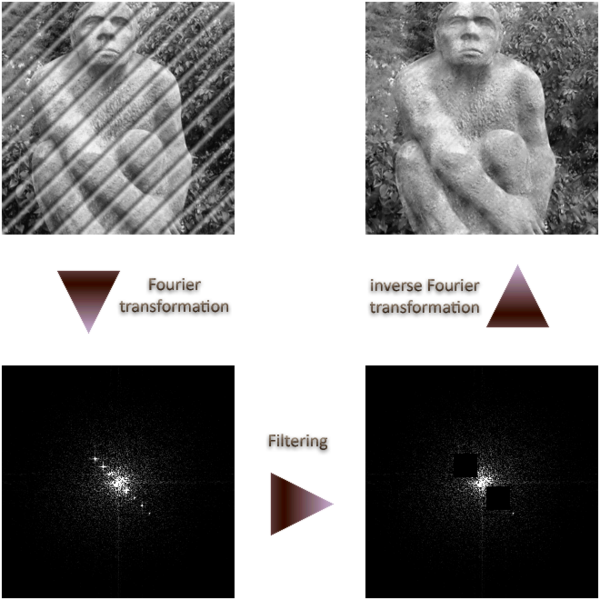 Fourier
transformation
inverse Fourier
transformation
Filtering